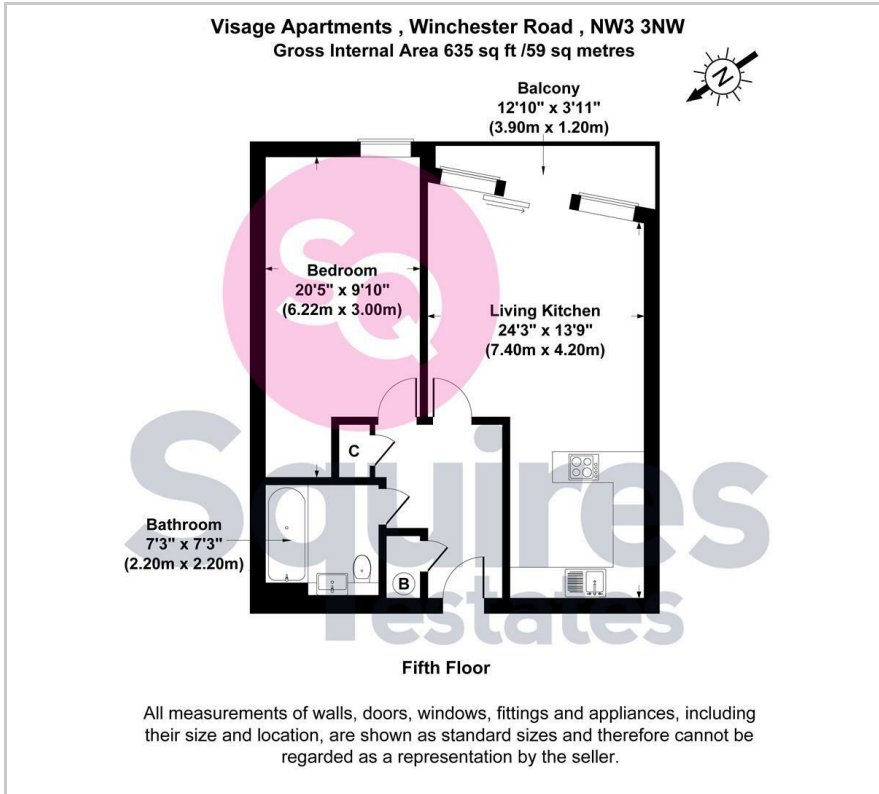 Visage Apartments , Winchester Road , NW3 3NW
Gross Internal Area 635 sq ft /59 sq metres
N
Balcony
12'10" x 3'11"
(3.90m x 1.20m)
SQ
Bedroom
20'5" x 9'10"
(6.22m x 3.00m)
Living Kitchen
24'3" x 13'9"
(7.40m x 4.20m)
C
Squires
estates
Bathroom
7'3" x 7'3"
(2.20m x 2.20m)
B
Fifth Floor
All measurements of walls, doors, windows, fittings and appliances, including
their size and location, are shown as standard sizes and therefore cannot be
regarded as a representation by the seller.